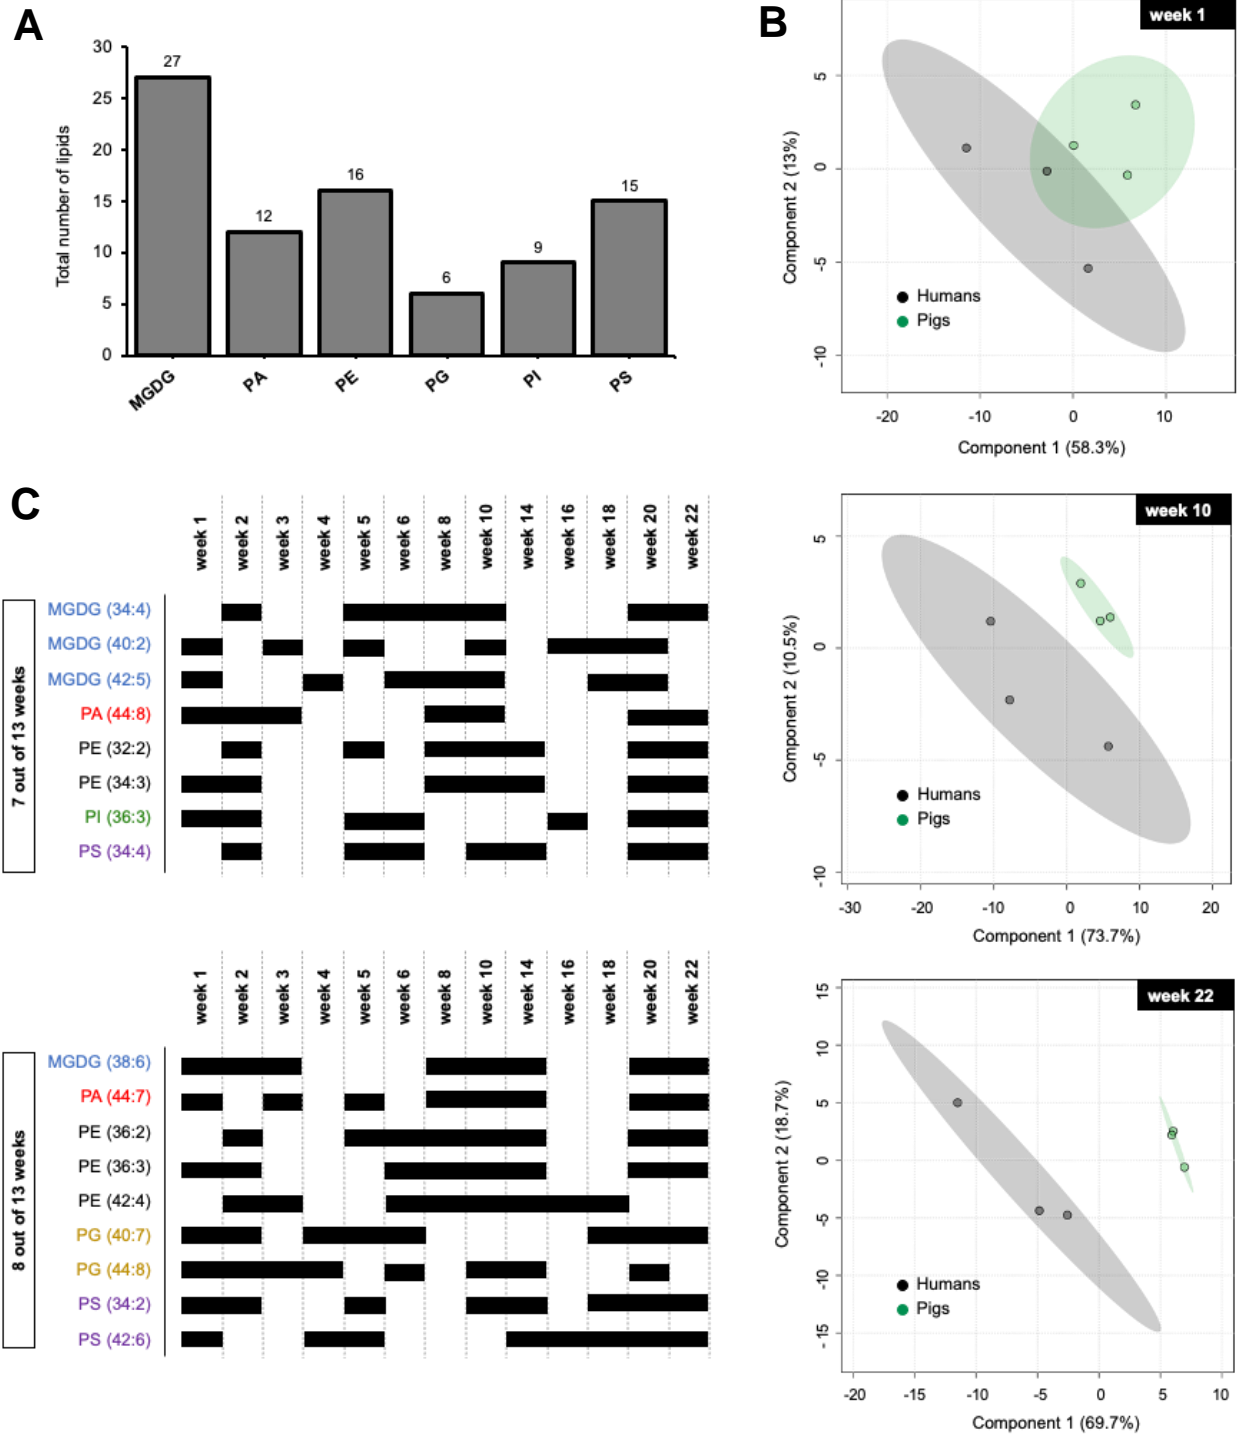 A
Total number of lipids
30
25
20
15
10
5
0
27
12
16
6
9
15
MGDG
PA
PE
PG
PI
PS
B
week 1
Component 2 (13%)
5
0
-5
-10
Humans
Pigs
-20
-10
0
10
Component 1 (58.3%)
week 10
Component 2 (10.5%)
5
0
-5
-10
Humans
Pigs
-30
-20
-10
0
10
20
Component 1 (73.7%)
week 22
Component 2 (18.7%)
15
10
5
0
-5
-10
-15
Humans
Pigs
-20
-15
-10
-5
0
5
10
Component 1 (69.7%)
C
week 1
week 2
week 3
week 4
week 5
week 6
week 8
week 10
week 14
week 16
week 18
week 20
week 22
7 out of 13 weeks
MGDG (34:4)
MGDG (40:2)
MGDG (42:5)
PA (44:8)
PE (32:2)
PE (34:3)
PI (36:3)
PS (34:4)
week 1
week 2
week 3
week 4
week 5
week 6
week 8
week 10
week 14
week 16
week 18
week 20
week 22
8 out of 13 weeks
MGDG (38:6)
PA (44:7)
PE (36:2)
PE (36:3)
PE (42:4)
PG (40:7)
PG (44:8)
PS (34:2)
PS (42:6)